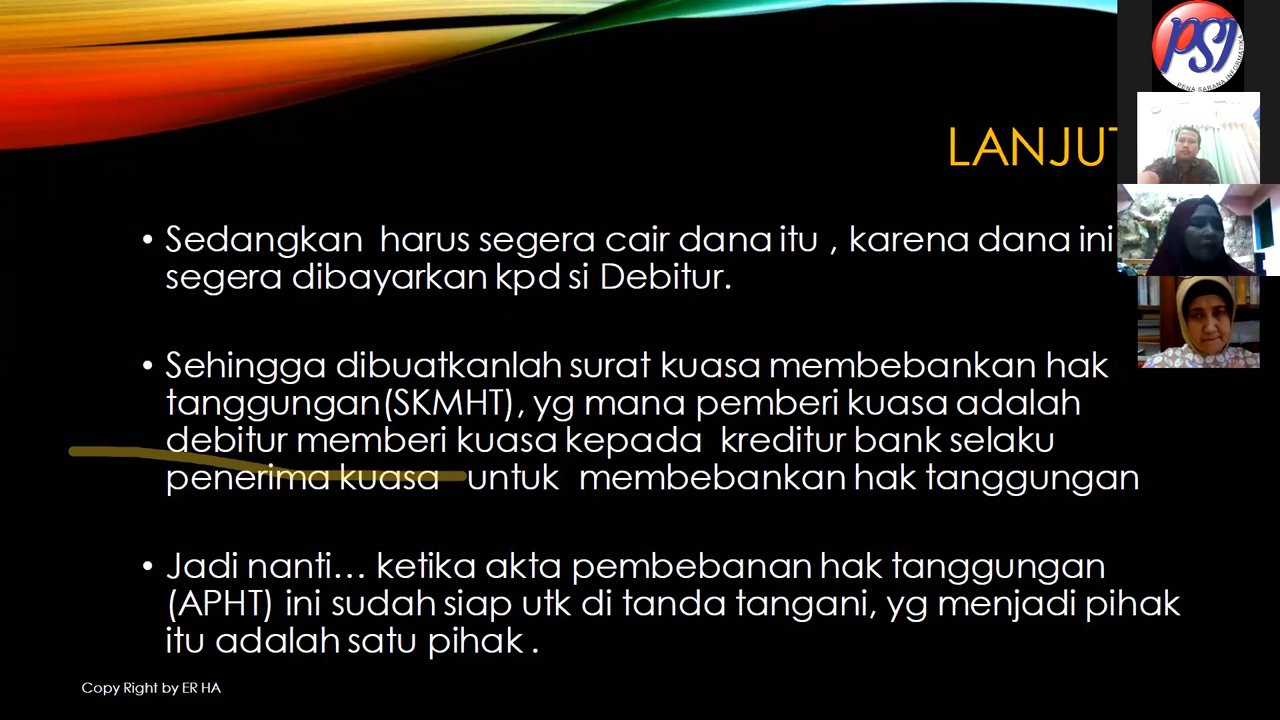 LANJUT
• Sedangkan harus segera cair dana itu , karena dana ini
segera dibayarkan kpd si Debitur.
• Sehingga dibuatkanlah surat kuasa membebankan hak
tanggungan(SKMHT), yg mana pemberi kuasa adalah
debitur memberi kuasa kepada kreditur bank selaku
penerima kuasa untuk membebankan hak tanggungan
• Jadi nanti... ketika akta pembebanan hak tanggungan
(APHT) ini sudah siap utk di tanda tangani, yg menjadi pihak
itu adalah satu pihak .
Copy Right by ER HA
PSI
PENA SARANA INFORMATIKA